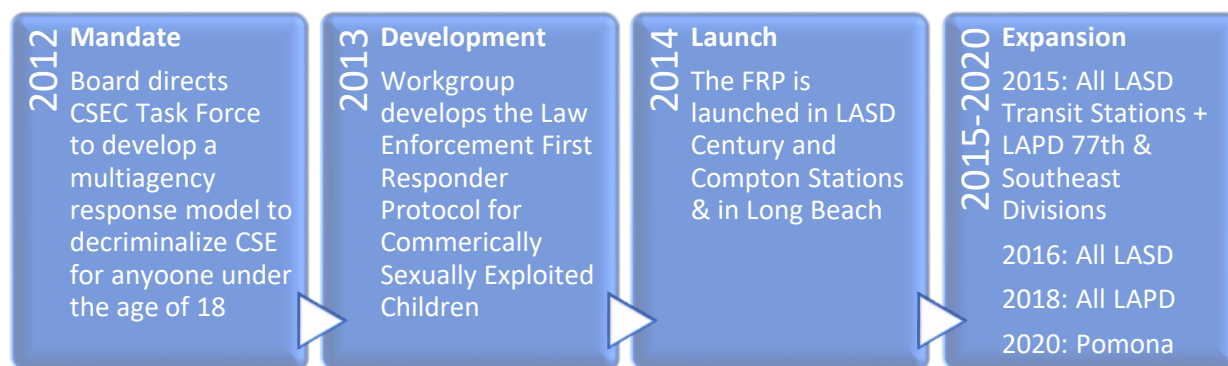 2012
Mandate
Board directs
CSEC Task Force
to develop a
multiagency
response model to
decriminalize CSE
for anyoone under
the age of 18
2013
Development
Workgroup
develops the Law
Enforcement First
Responder
Protocol for
Commerically
Sexually Exploited
Children
2014
Launch
The FRP is
launched in LASD
Century and
Compton Stations
& in Long Beach
2015-2020
Expansion
2015: All LASD
Transit Stations +
LAPD 77th &
Southeast
Divisions
2016: All LASD
2018: All LAPD
2020: Pomona